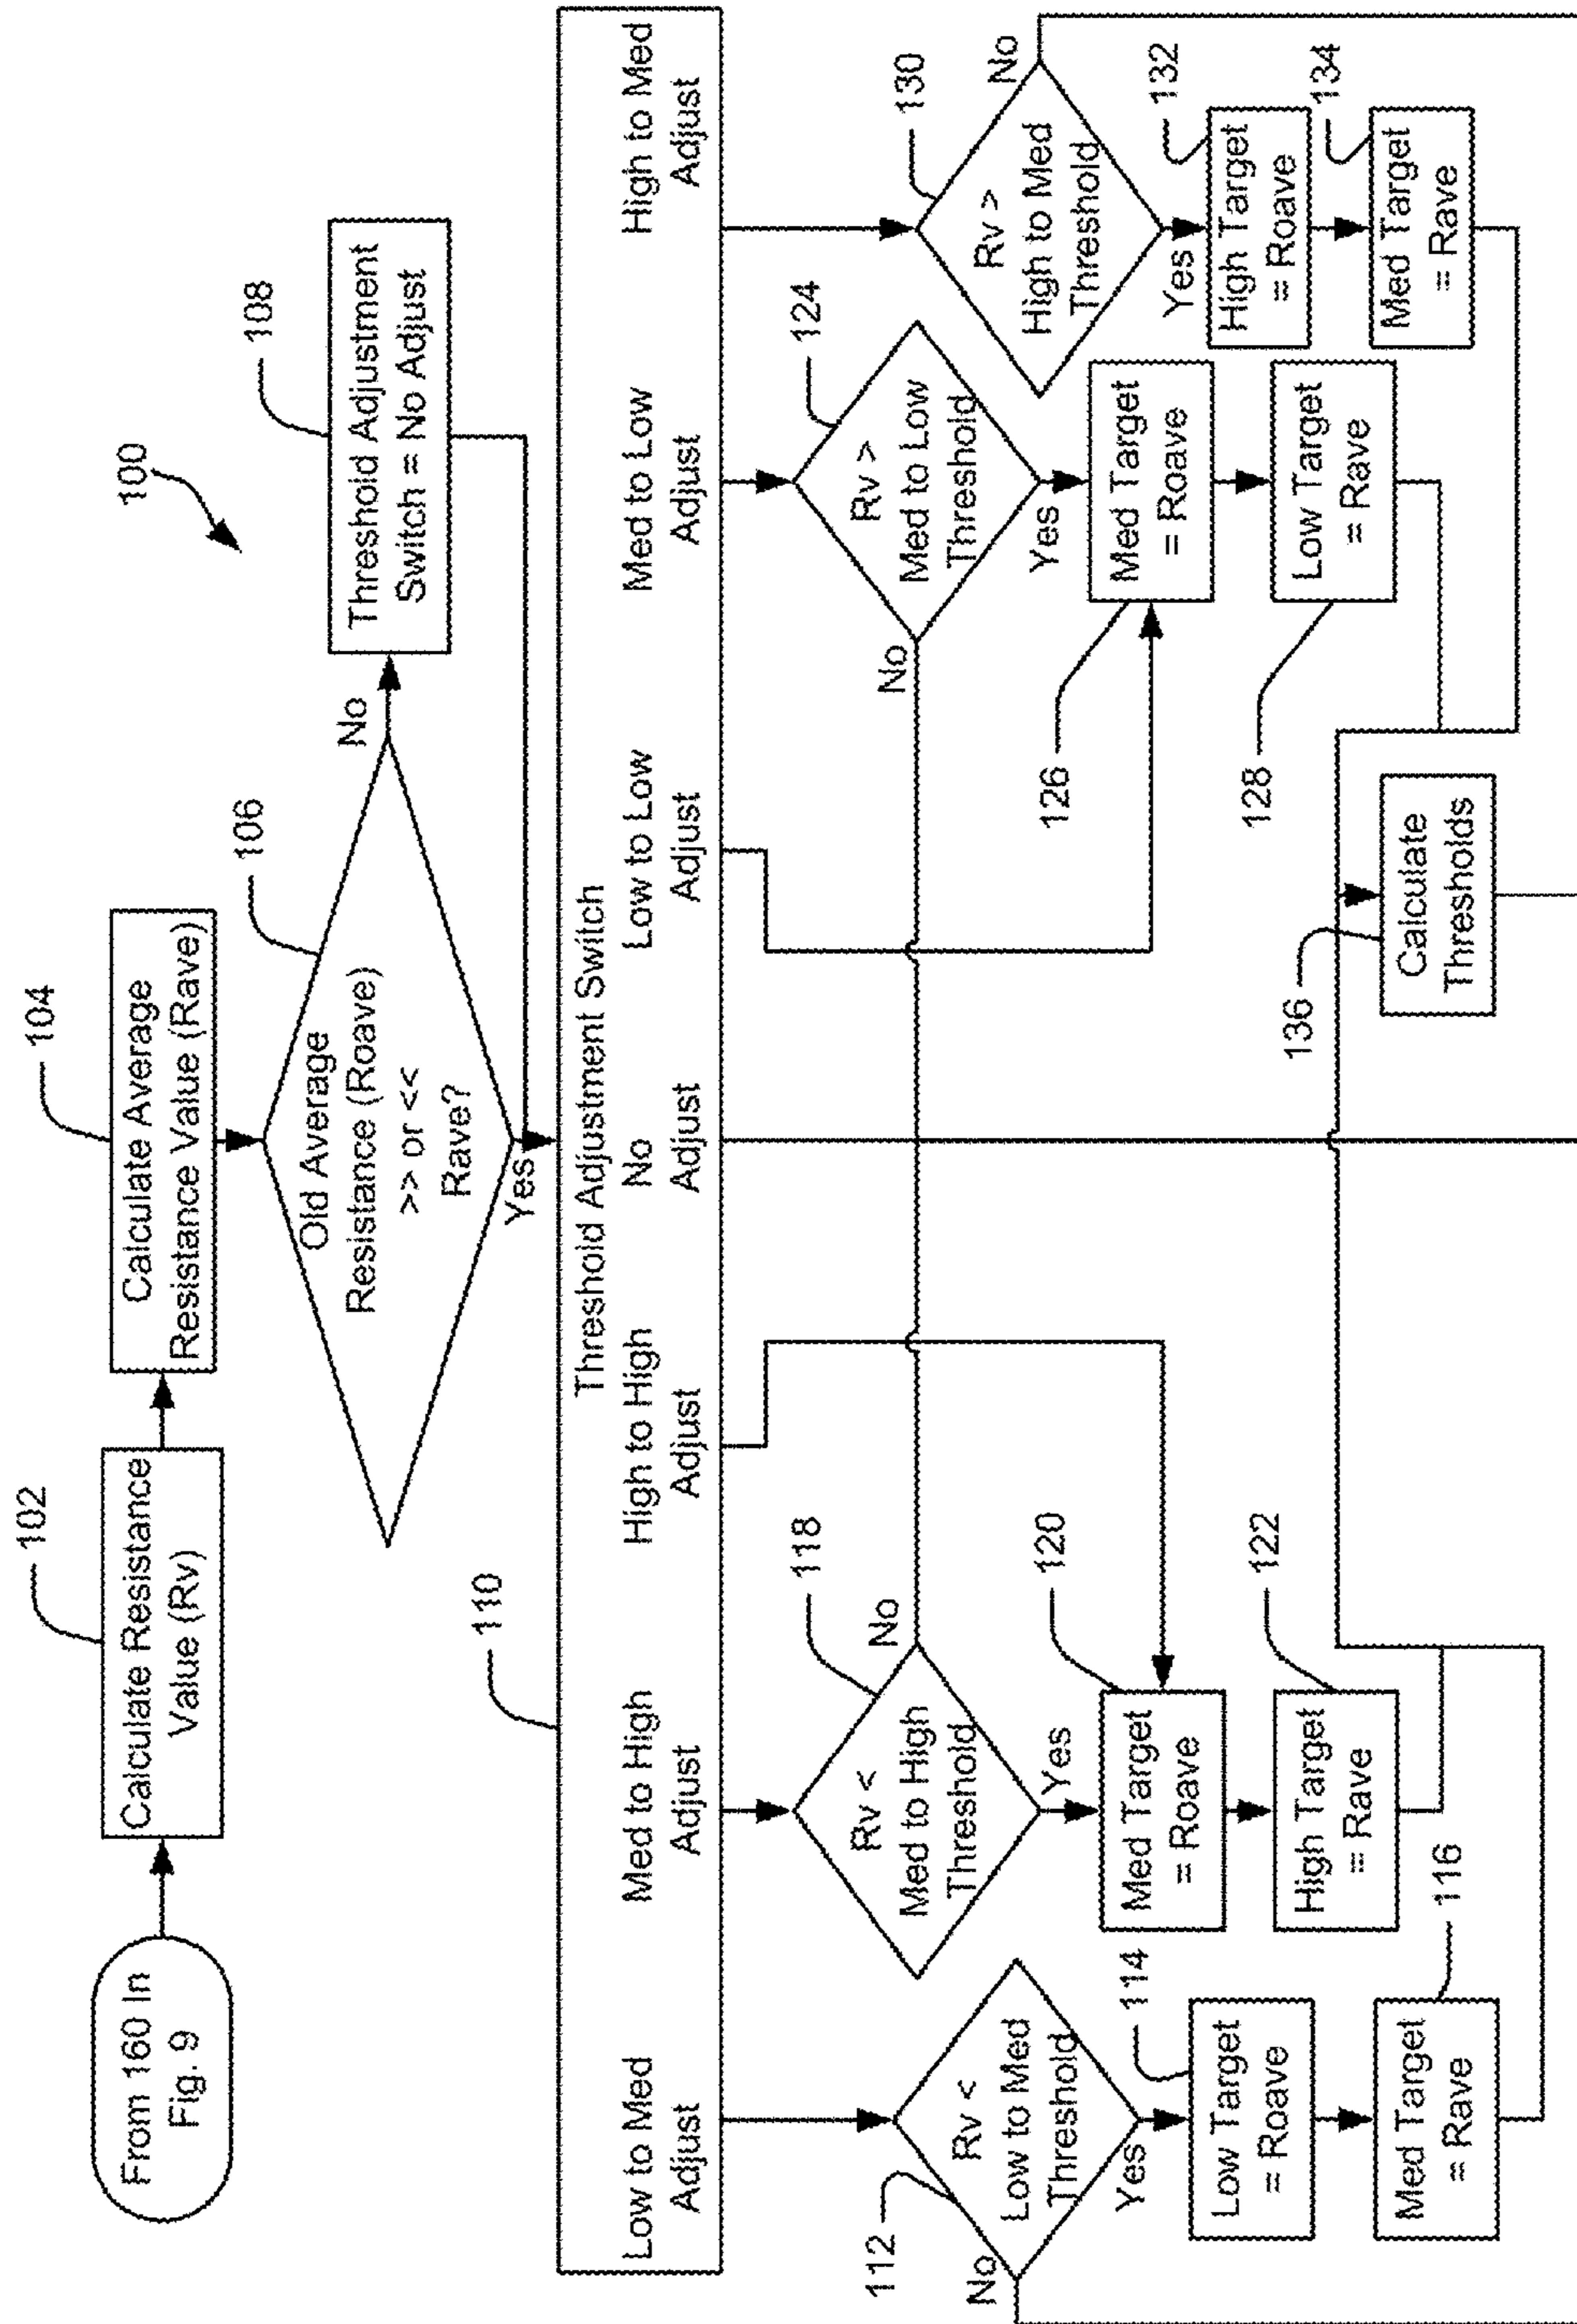 100
From 160 In
Fig. 9
102
Calculate Resistance
Value (Rv)
104
Calculate Average
Resistance Value (Rave)
106
Old Average
Resistance (Roave)
>> or <<
Rave?
No
Yes
108
Threshold Adjustment
Switch = No Adjust
110
Threshold Adjustment Switch
Low to Med
Adjust
Med to High
Adjust
High to High
Adjust
No
Adjust
Low to Low
Adjust
Med to Low
Adjust
High to Med
Adjust
112
Rv <
Low to Med
Threshold
No
Yes
114
Low Target
= Roave
116
Med Target
= Rave
118
Rv <
Med to High
Threshold
No
Yes
120
Med Target
= Roave
122
High Target
= Rave
124
Rv >
Med to Low
Threshold
No
Yes
126
Med Target
= Roave
128
Low Target
= Rave
130
Rv >
High to Med
Threshold
No
Yes
132
High Target
= Roave
134
Med Target
= Rave
136
Calculate
Thresholds